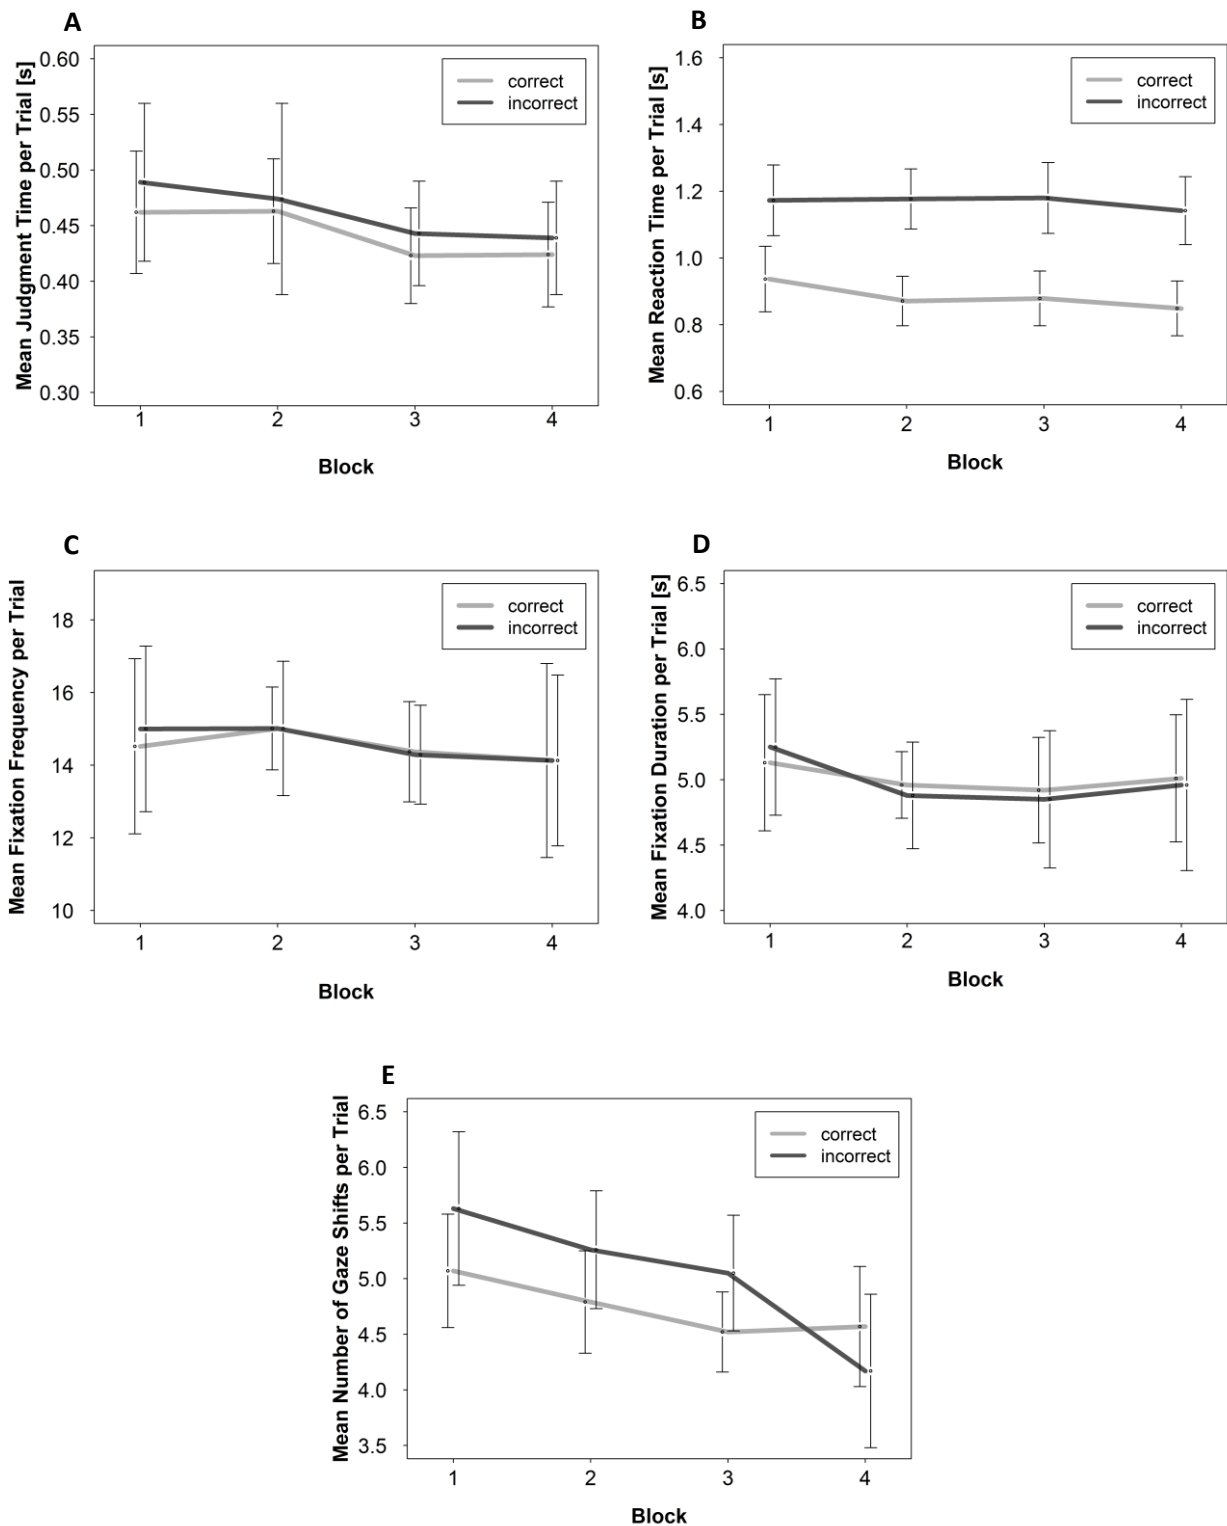 A
Mean Judgment Time per Trial [s]
0.60
0.55
0.50
0.45
0.40
0.35
0.30
correct
incorrect
1 2 3 4
Block
B
Mean Reaction Time per Trial [s]
1.6
1.4
1.2
1.0
0.8
0.6
correct
incorrect
1 2 3 4
Block
C
Mean Fixation Frequency per Trial
18
16
14
12
10
correct
incorrect
1 2 3 4
Block
D
Mean Fixation Duration per Trial [s]
6.5
6.0
5.5
5.0
4.5
4.0
correct
incorrect
1 2 3 4
Block
E
Mean Number of Gaze Shifts per Trial
6.5
6.0
5.5
5.0
4.5
4.0
3.5
correct
incorrect
1 2 3 4
Block